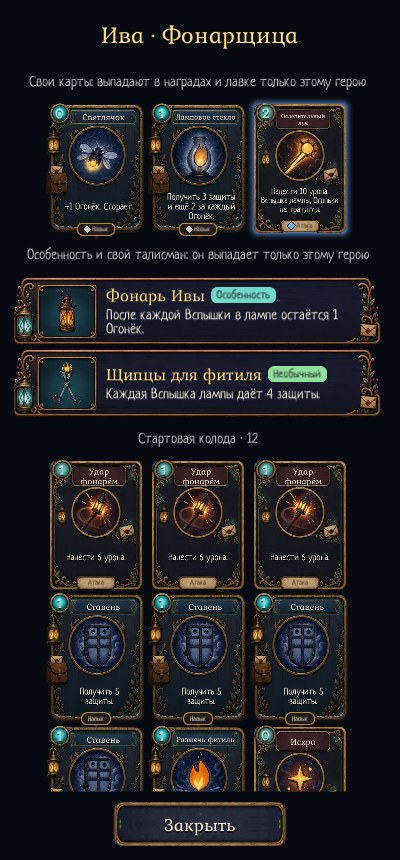 Ива · Фонарщица
Свои карты: выпадают в наградах и лавке только этому герою
0
Светлячок
+1 Огонёк. Сгорает.
Навык
1
Ламповое стекло
Получить 3 защиты
и ещё 2 за каждый
Огонёк.
Навык
2
Ослепительный
луч
Нанести 10 урона.
Вспышка лампы, Огоньки
не тратятся.
Атака
Особенность и свой талисман: он выпадает только этому герою
Фонарь Ивы Особенность
После каждой Вспышки в лампе остаётся 1
Огонёк.
Щипцы для фитиля Необычный
Каждая Вспышка лампы даёт 4 защиты.
Стартовая колода · 12
1
Удар
фонарём
Нанести 6 урона.
Атака
1
Удар
фонарём
Нанести 6 урона.
Атака
1
Удар
фонарём
Нанести 6 урона.
Атака
1
Ставень
Получить 5
защиты.
Навык
1
Ставень
Получить 5
защиты.
Навык
1
Ставень
Получить 5
защиты.
Навык
1
Ставень
1
Разжечь фитиль
0
Искра
Закрыть